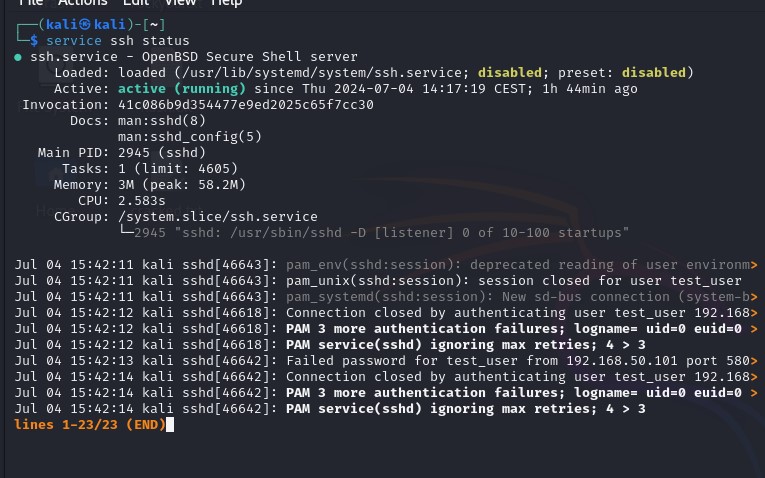 File Actions Edit View Help
┌──(kali㉿kali)-[~]
└─$ service ssh status
● ssh.service - OpenBSD Secure Shell server
Loaded: loaded (/usr/lib/systemd/system/ssh.service; disabled; preset: disabled)
Active: active (running) since Thu 2024-07-04 14:17:19 CEST; 1h 44min ago
Invocation: 41c086b9d354477e9ed2025c65f7cc30
Docs: man:sshd(8)
man:sshd_config(5)
Main PID: 2945 (sshd)
Tasks: 1 (limit: 4605)
Memory: 3M (peak: 58.2M)
CPU: 2.583s
CGroup: /system.slice/ssh.service
└─2945 "sshd: /usr/sbin/sshd -D [listener] 0 of 10-100 startups"
Jul 04 15:42:11 kali sshd[46643]: pam_env(sshd:session): deprecated reading of user environm>
Jul 04 15:42:11 kali sshd[46643]: pam_unix(sshd:session): session closed for user test_user
Jul 04 15:42:11 kali sshd[46643]: pam_systemd(sshd:session): New sd-bus connection (system-b>
Jul 04 15:42:12 kali sshd[46618]: Connection closed by authenticating user test_user 192.168>
Jul 04 15:42:12 kali sshd[46618]: PAM 3 more authentication failures; logname= uid=0 euid=0 >
Jul 04 15:42:12 kali sshd[46618]: PAM service(sshd) ignoring max retries; 4 > 3
Jul 04 15:42:13 kali sshd[46642]: Failed password for test_user from 192.168.50.101 port 580>
Jul 04 15:42:14 kali sshd[46642]: Connection closed by authenticating user test_user 192.168>
Jul 04 15:42:14 kali sshd[46642]: PAM 3 more authentication failures; logname= uid=0 euid=0 >
Jul 04 15:42:14 kali sshd[46642]: PAM service(sshd) ignoring max retries; 4 > 3
lines 1-23/23 (END)